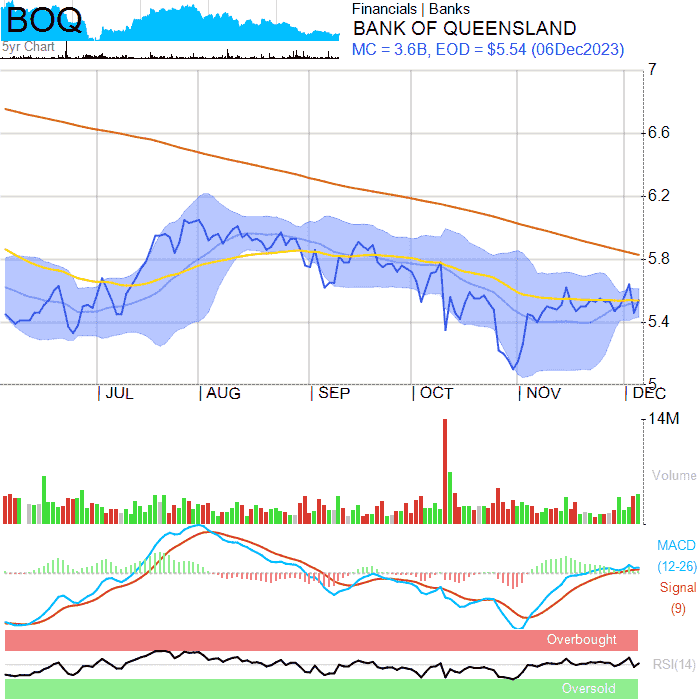 BOQ
5yr Chart
Financials | Banks
BANK OF QUEENSLAND
MC = 3.6B, EOD = $5.54 (06Dec2023)
7
6.6
6.2
5.8
5.4
5
JUL
AUG
SEP
OCT
NOV
DEC
14M
Volume
MACD
(12-26)
Signal
(9)
Overbought
RSI(14)
Oversold